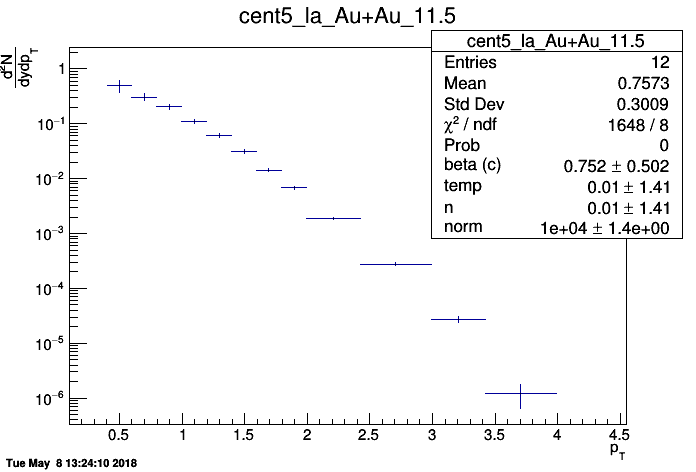 cent5_la_Au+Au_11.5
d²N
dydp_T
cent5_la_Au+Au_11.5
Entries 12
Mean 0.7573
Std Dev 0.3009
χ² / ndf 1648 / 8
Prob 0
beta (c) 0.752 ± 0.502
temp 0.01 ± 1.41
n 0.01 ± 1.41
norm 1e+04 ± 1.4e+00
1
10⁻¹
10⁻²
10⁻³
10⁻⁴
10⁻⁵
10⁻⁶
0.5 1 1.5 2 2.5 3 3.5 4 4.5
p_T
Tue May 8 13:24:10 2018